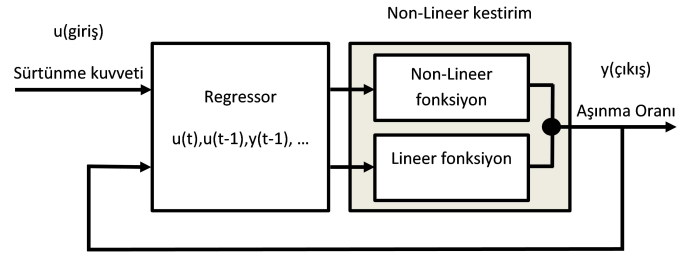 Non-Lineer kestirim
u(giriş)
Sürtünme kuvveti
Regressor
u(t),u(t-1),y(t-1), ...
Non-Lineer
fonksiyon
Lineer fonksiyon
y(çıkış)
Aşınma Oranı